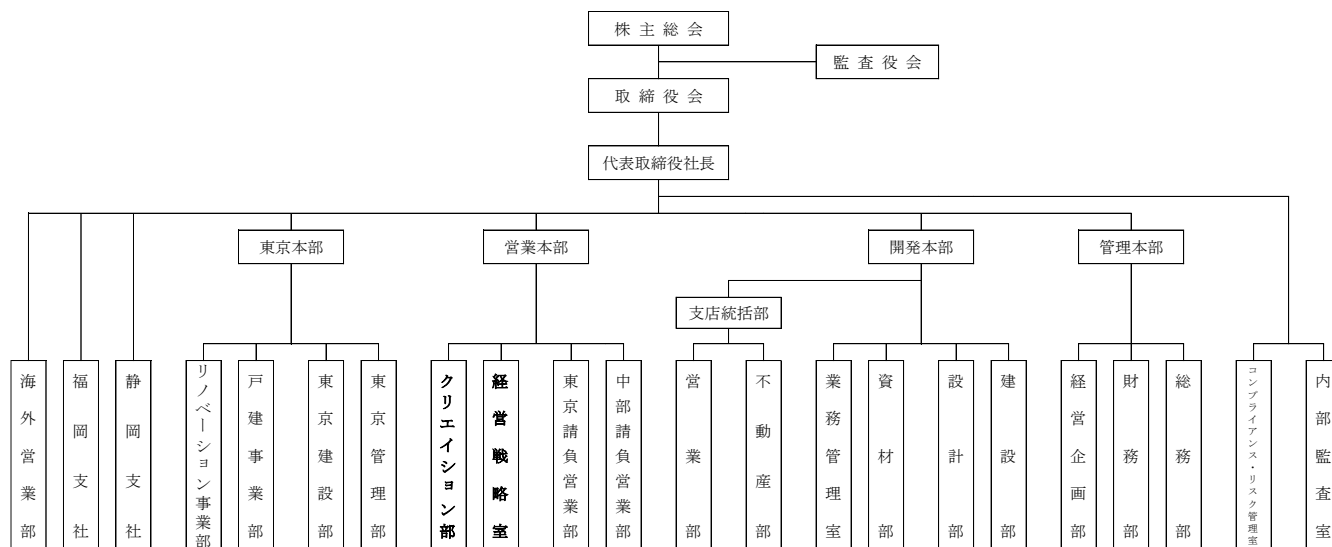 株主総会
監査役会
取締役会
代表取締役社長
東京本部
営業本部
開発本部
管理本部
支店統括部
海外営業部
福岡支社
静岡支社
リノベーション事業部
戸建事業部
東京建設部
東京管理部
クリエイション部
経営戦略室
東京請負営業部
中部請負営業部
営業部
不動産部
業務管理室
資材部
設計部
建設部
経営企画部
財務部
総務部
コンプライアンス・リスク管理室
内部監査室